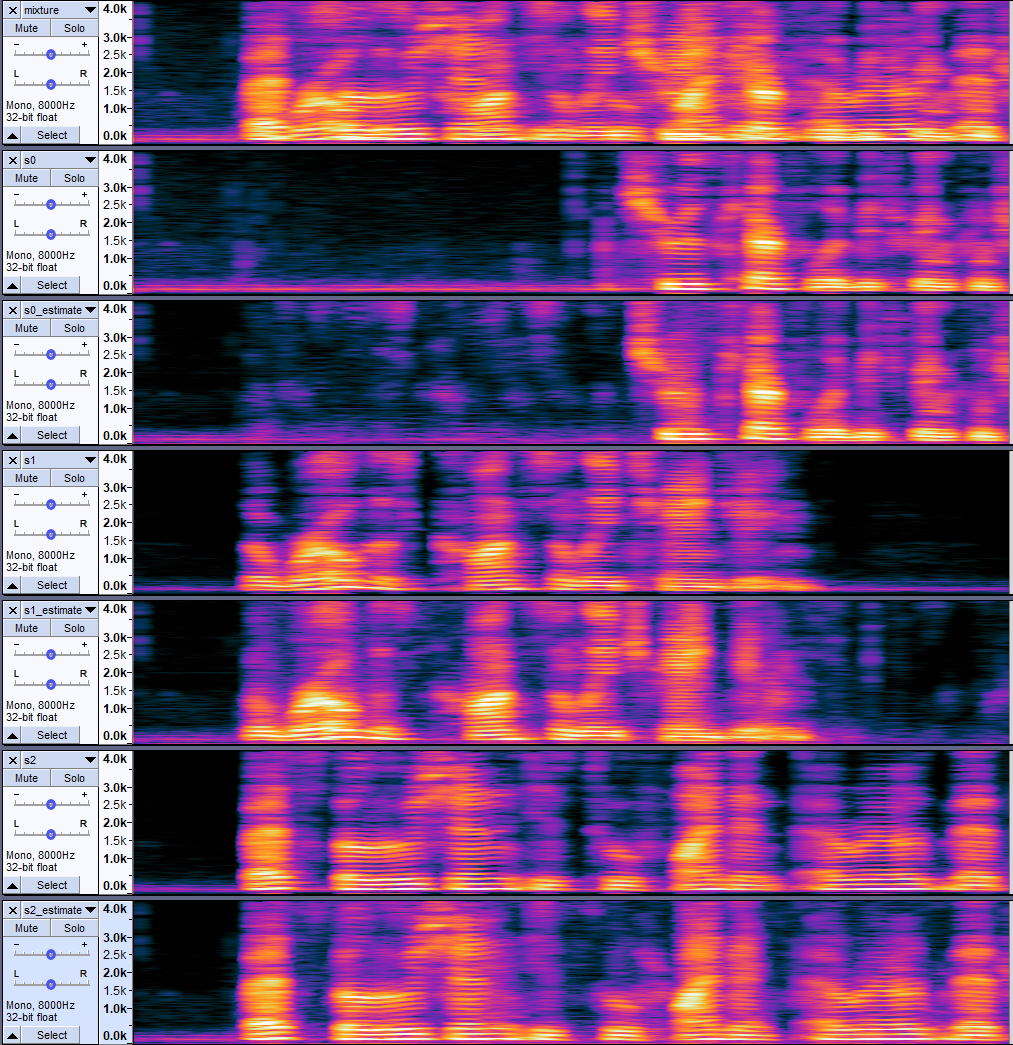 mixture
Mute Solo
- +
L R
Mono, 8000Hz
32-bit float
Select
4.0k
3.0k
2.5k
2.0k
1.5k
1.0k
0.0k
s0
Mute Solo
- +
L R
Mono, 8000Hz
32-bit float
Select
4.0k
3.0k
2.5k
2.0k
1.5k
1.0k
0.0k
s0_estimate
Mute Solo
- +
L R
Mono, 8000Hz
32-bit float
Select
4.0k
3.0k
2.5k
2.0k
1.5k
1.0k
0.0k
s1
Mute Solo
- +
L R
Mono, 8000Hz
32-bit float
Select
4.0k
3.0k
2.5k
2.0k
1.5k
1.0k
0.0k
s1_estimate
Mute Solo
- +
L R
Mono, 8000Hz
32-bit float
Select
4.0k
3.0k
2.5k
2.0k
1.5k
1.0k
0.0k
s2
Mute Solo
- +
L R
Mono, 8000Hz
32-bit float
Select
4.0k
3.0k
2.5k
2.0k
1.5k
1.0k
0.0k
s2_estimate
Mute Solo
- +
L R
Mono, 8000Hz
32-bit float
Select
4.0k
3.0k
2.5k
2.0k
1.5k
1.0k
0.0k